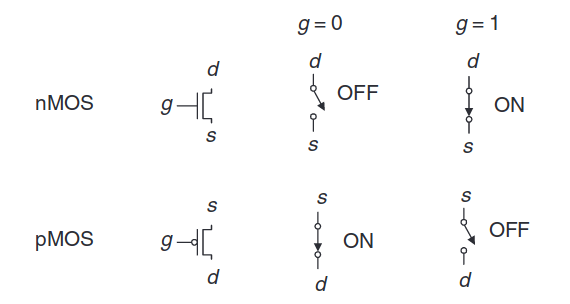 g = 0 g = 1
d d d
nMOS g OFF ON
s s s
s s s
pMOS g ON OFF
d d d